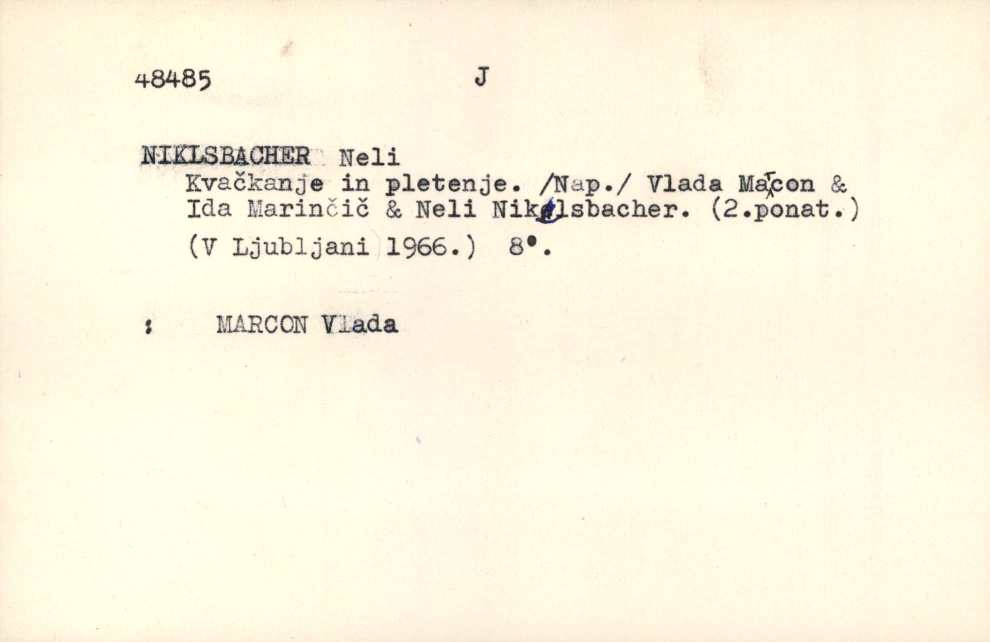 48485 J
NIKLSBACHER Neli
Kvačkanje in pletenje. /Nap./ Vlada Marcon &
Ida Marinčič & Neli Niklsbacher. (2.ponat.)
(V Ljubljani 1966.) 8°.
: MARCON Vlada